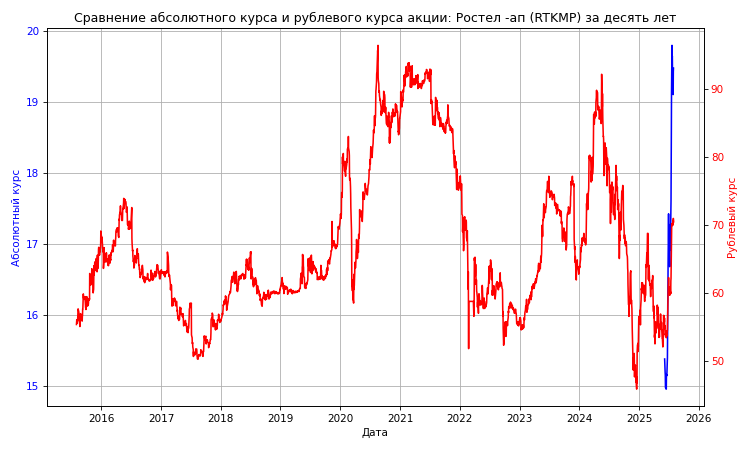 Сравнение абсолютного курса и рублевого курса акции: Ростел -ап (RTKMP) за десять лет
Абсолютный курс
20
19
18
17
16
15
90
80
70
60
50
Рублевый курс
2016 2017 2018 2019 2020 2021 2022 2023 2024 2025 2026
Дата